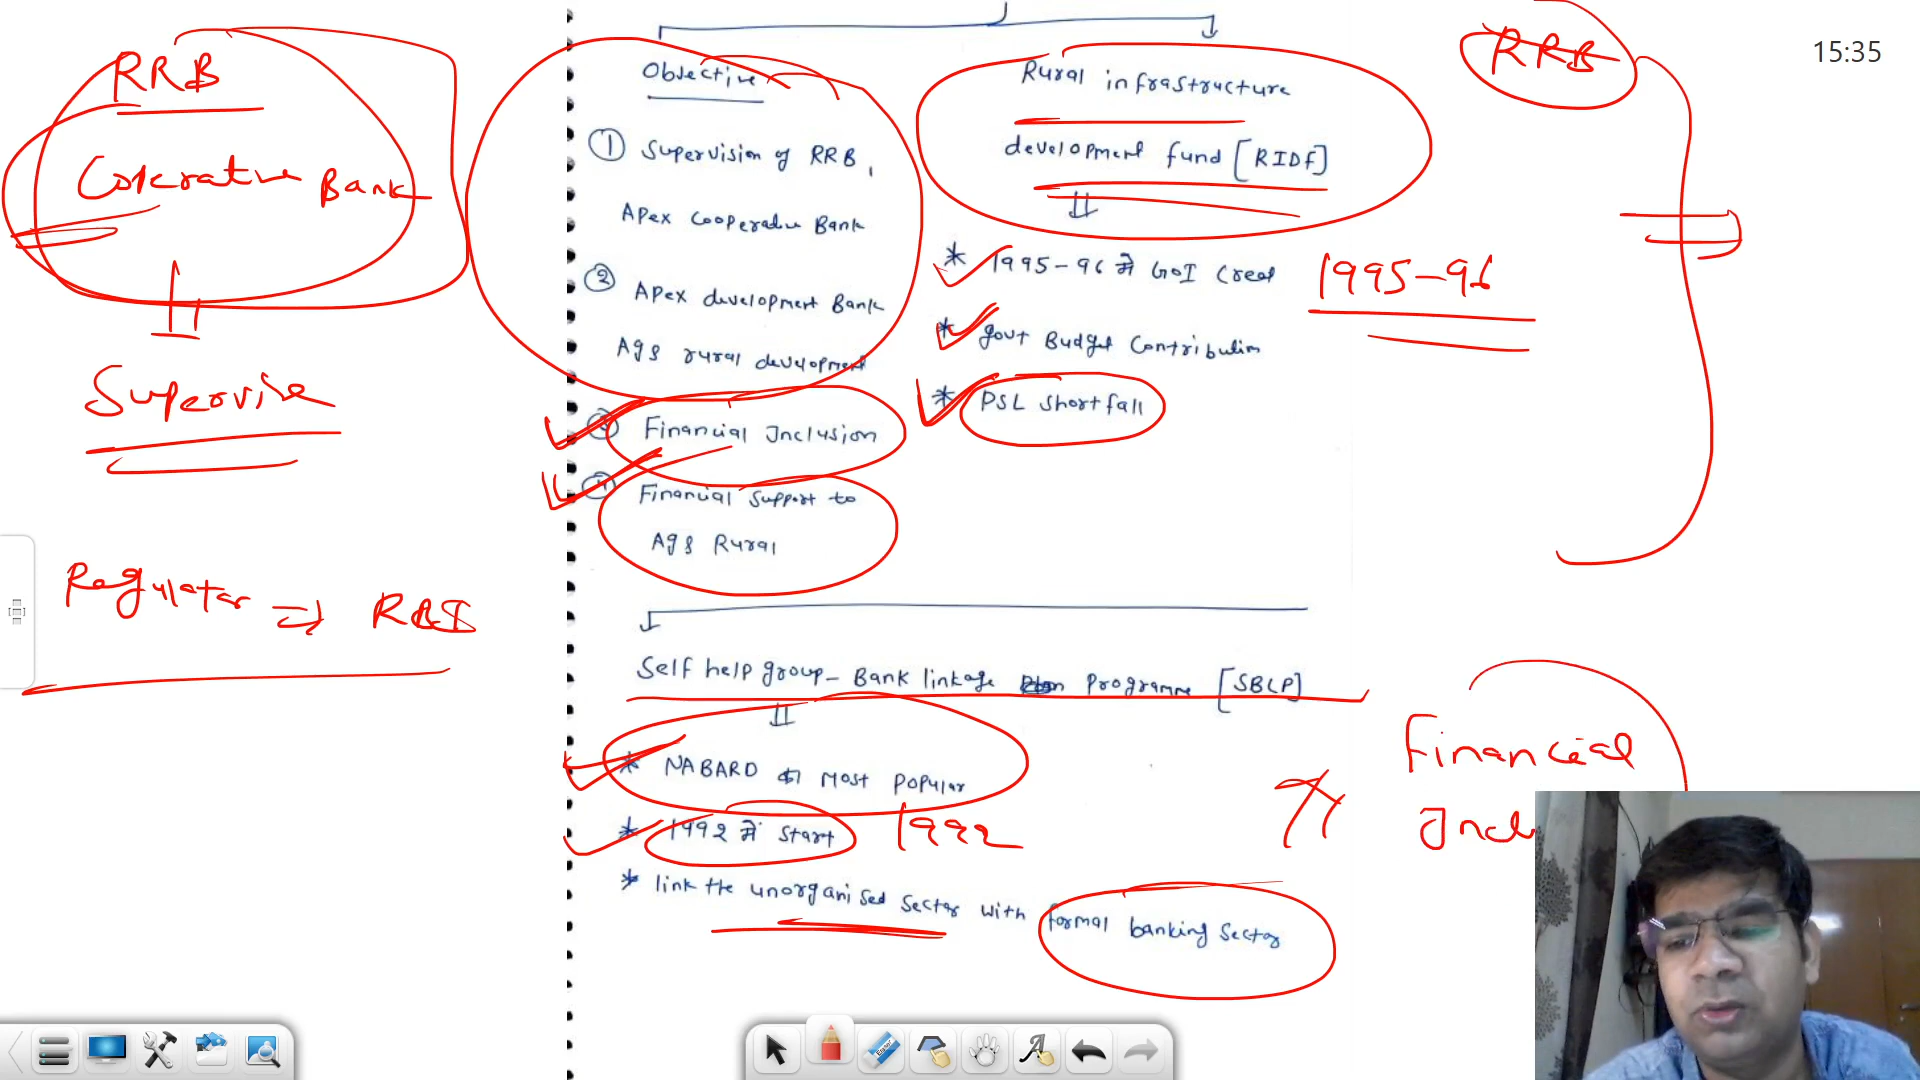 RRB
Cooperative Bank
Supervise
Regulator ⇒ RBI
Objective
① Supervision of RRB,
Apex Cooperative Bank
② Apex development Bank
Ag & rural development
③ Financial Inclusion
④ Financial Support to
Ag & Rural
Rural infrastructure
development fund [RIDF]
* 1995-96 में GoI Creat
* govt Budget Contribution
* PSL Shortfall
1995-96
RRB
15:35
Self help group - Bank linkage Programme [SBLP]
* NABARD का Most Popular
* 1992 में Start
1992
* link the unorganised Sector with formal banking Sector
Financial
Incl